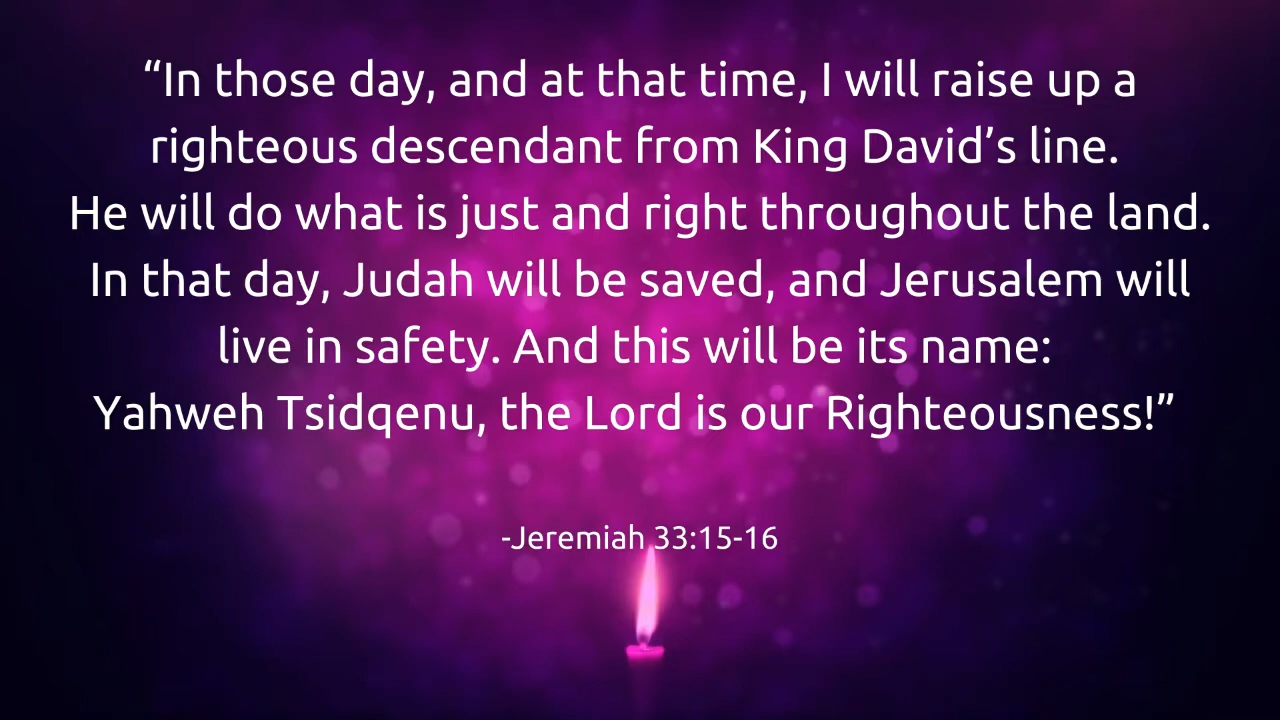 “In those day, and at that time, I will raise up a
righteous descendant from King David’s line.
He will do what is just and right throughout the land.
In that day, Judah will be saved, and Jerusalem will
live in safety. And this will be its name:
Yahweh Tsidqenu, the Lord is our Righteousness!”
-Jeremiah 33:15-16